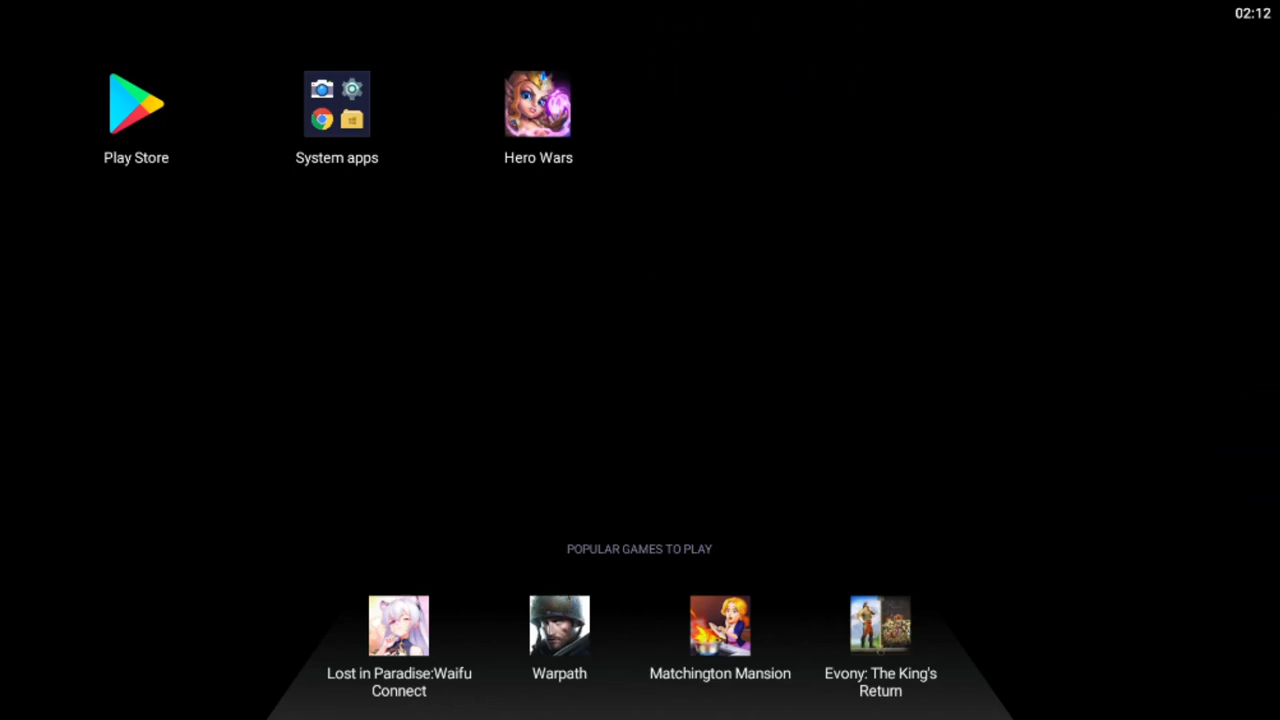 02:12
Play Store
System apps
Hero Wars
POPULAR GAMES TO PLAY
Lost in Paradise:Waifu
Connect
Warpath
Matchington Mansion
Evony: The King's
Return